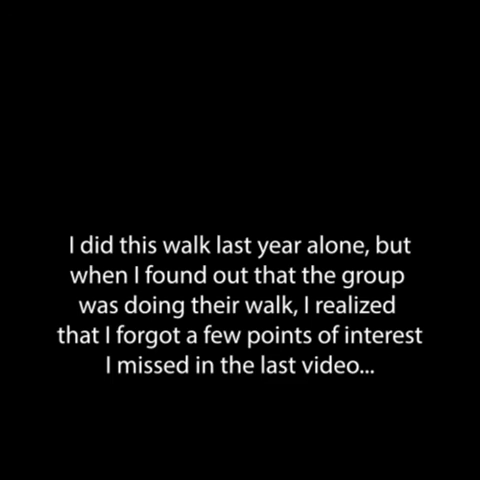 I did this walk last year alone, but
when I found out that the group
was doing their walk, I realized
that I forgot a few points of interest
I missed in the last video...